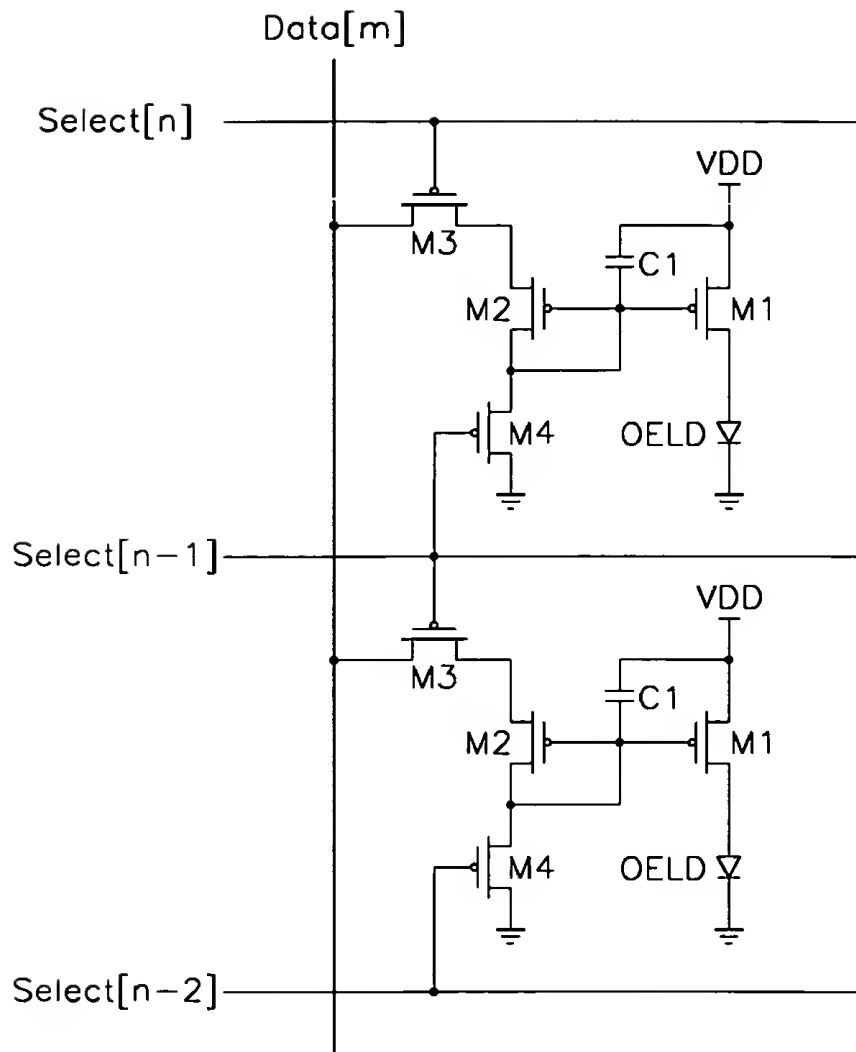 Data[m]
Select[n]
VDD
M3
C1
M2
M1
M4
OELD
Select[n-1]
VDD
M3
C1
M2
M1
M4
OELD
Select[n-2]